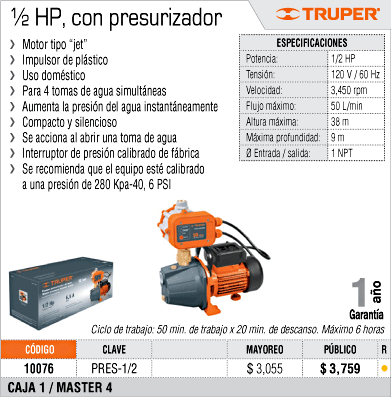 ½ HP, con presurizador
TRUPER®
Motor tipo “jet”
Impulsor de plástico
Uso doméstico
Para 4 tomas de agua simultáneas
Aumenta la presión del agua instantáneamente
Compacto y silencioso
Se acciona al abrir una toma de agua
Interruptor de presión calibrado de fábrica
Se recomienda que el equipo esté calibrado
a una presión de 280 Kpa-40, 6 PSI
ESPECIFICACIONES
Potencia: 1/2 HP
Tensión: 120 V / 60 Hz
Velocidad: 3,450 rpm
Flujo máximo: 50 L/min
Altura máxima: 38 m
Máxima profundidad: 9 m
Ø Entrada / salida: 1 NPT
TRUPER
1 año
Garantía
Ciclo de trabajo: 50 min. de trabajo x 20 min. de descanso. Máximo 6 horas
CÓDIGO CLAVE MAYOREO PÚBLICO R
10076 PRES-1/2 $ 3,055 $ 3,759
CAJA 1 / MASTER 4